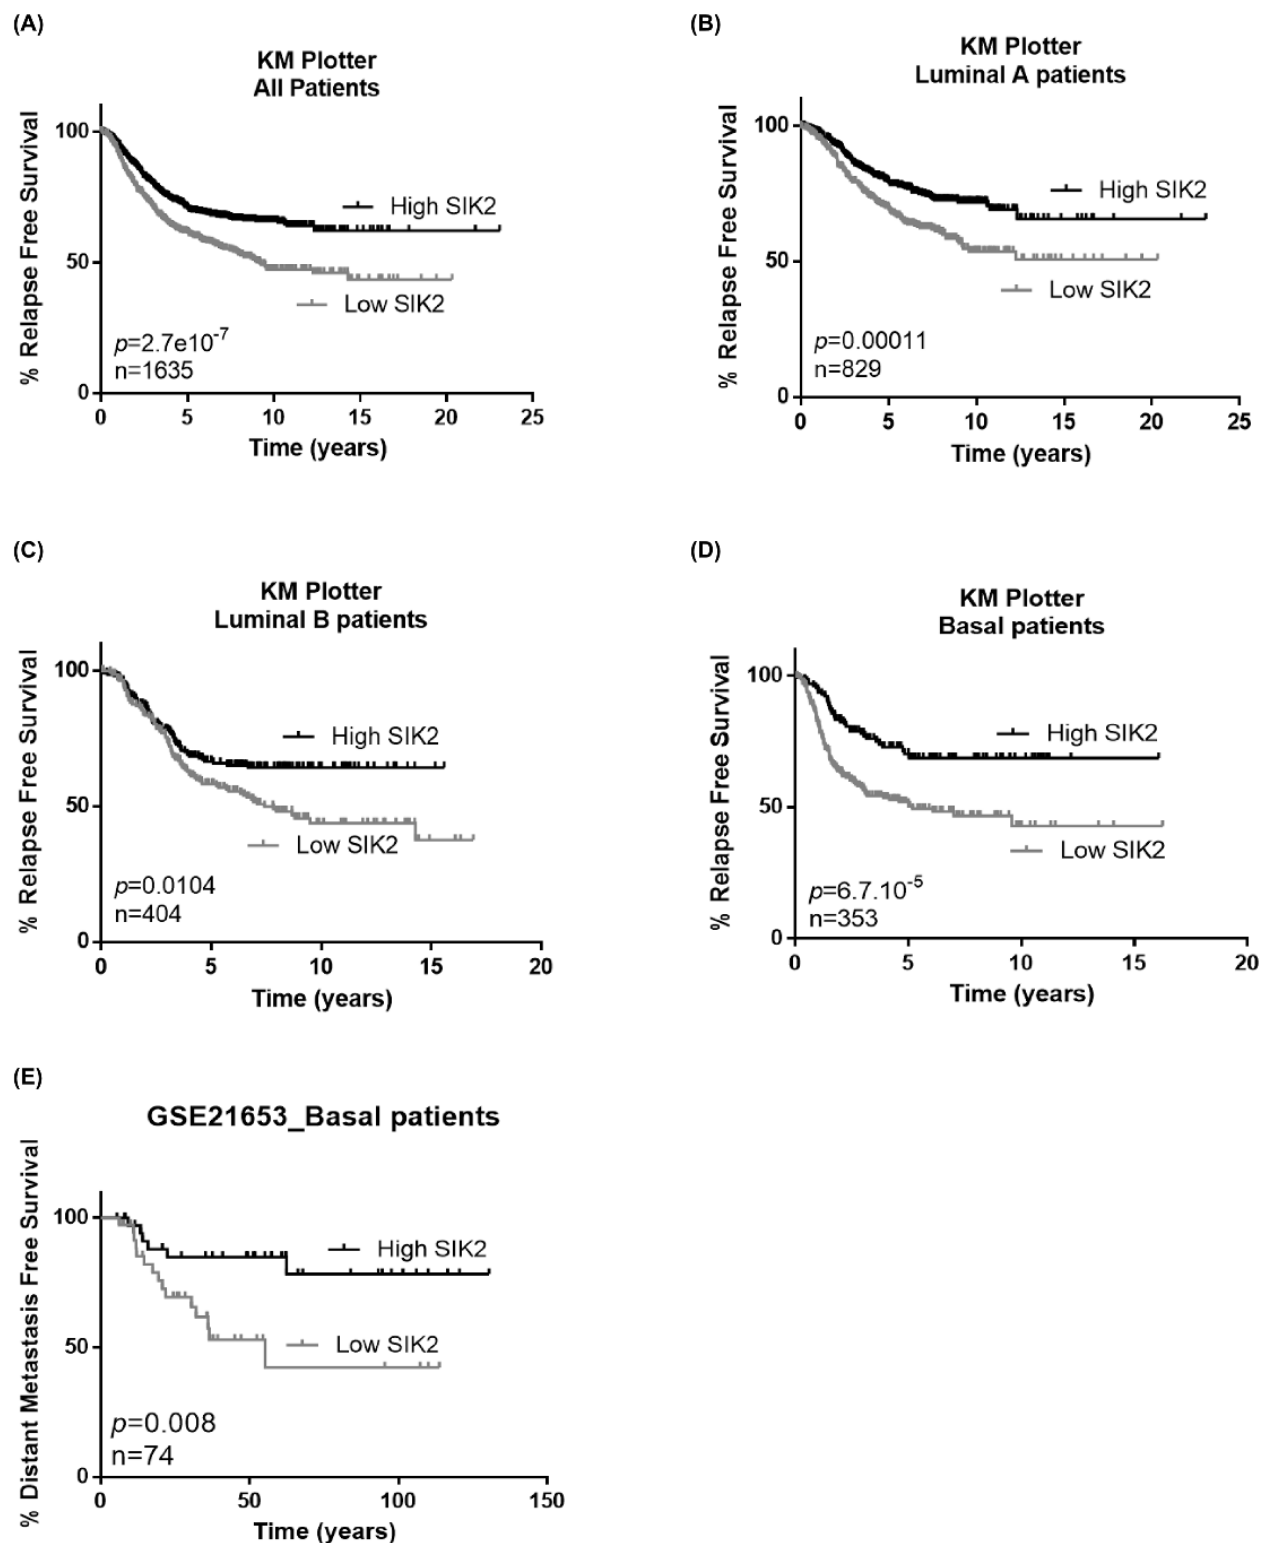 (A)
KM Plotter
All Patients
% Relapse Free Survival
100
50
0
High SIK2
Low SIK2
p=2.7e10-7
n=1635
0 5 10 15 20 25
Time (years)
(B)
KM Plotter
Luminal A patients
% Relapse Free Survival
100
50
0
High SIK2
Low SIK2
p=0.00011
n=829
0 5 10 15 20 25
Time (years)
(C)
KM Plotter
Luminal B patients
% Relapse Free Survival
100
50
0
High SIK2
Low SIK2
p=0.0104
n=404
0 5 10 15 20
Time (years)
(D)
KM Plotter
Basal patients
% Relapse Free Survival
100
50
0
High SIK2
Low SIK2
p=6.7.10-5
n=353
0 5 10 15 20
Time (years)
(E)
GSE21653_Basal patients
% Distant Metastasis Free Survival
100
50
0
High SIK2
Low SIK2
p=0.008
n=74
0 50 100 150
Time (years)